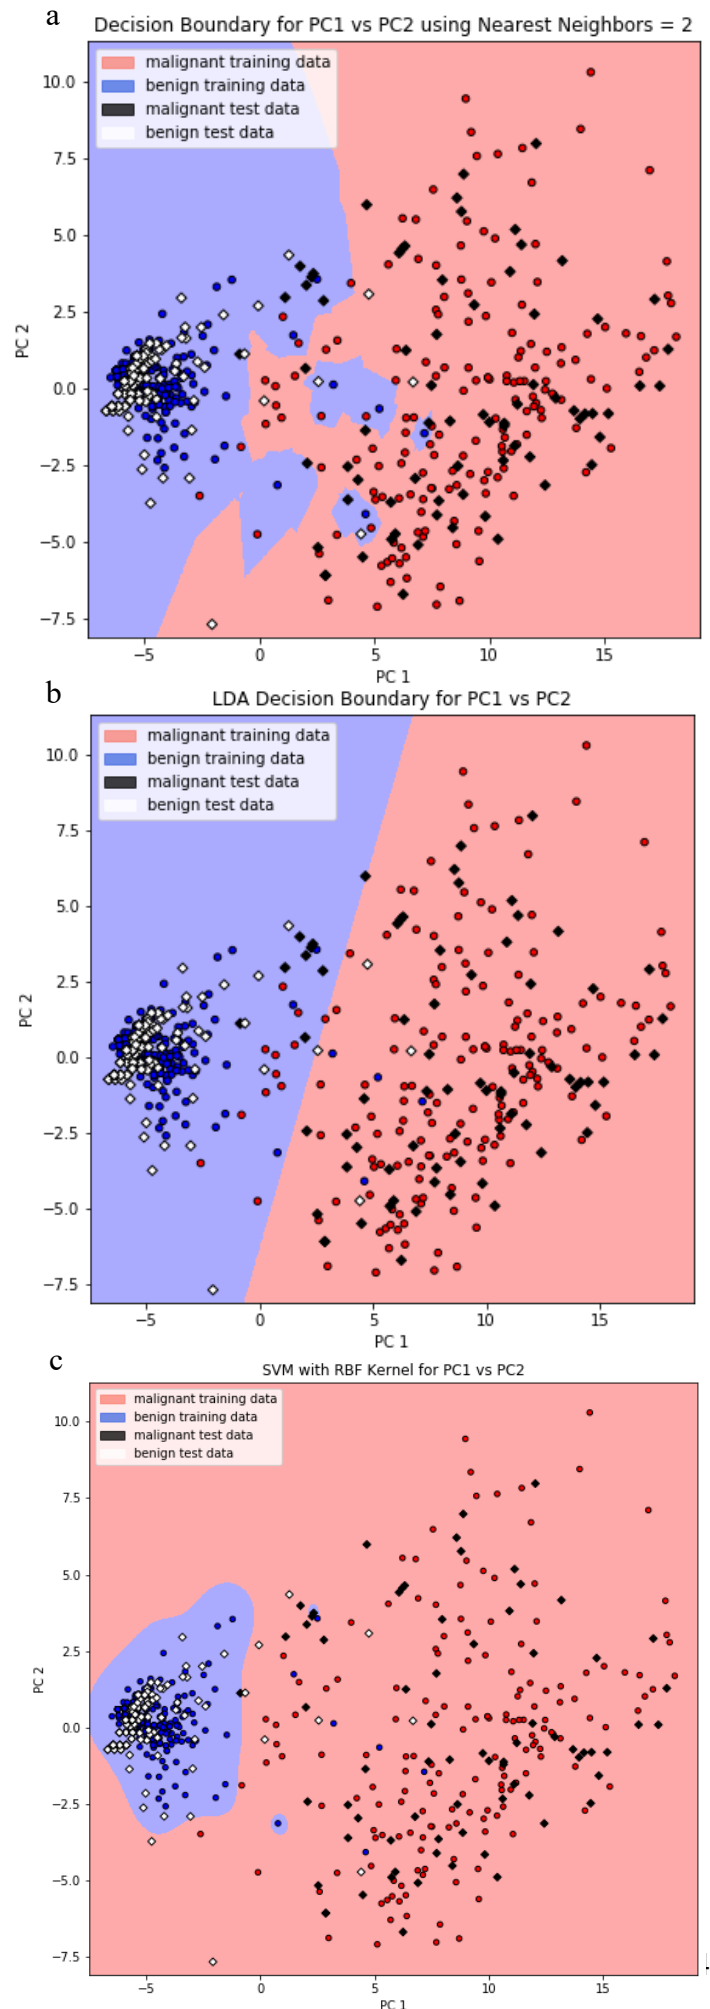 a
Decision Boundary for PC1 vs PC2 using Nearest Neighbors = 2
malignant training data
benign training data
malignant test data
benign test data
10.0
7.5
5.0
2.5
0.0
−2.5
−5.0
−7.5
PC 2
−5 0 5 10 15
PC 1
b
LDA Decision Boundary for PC1 vs PC2
malignant training data
benign training data
malignant test data
benign test data
10.0
7.5
5.0
2.5
0.0
−2.5
−5.0
−7.5
PC 2
−5 0 5 10 15
PC 1
c
SVM with RBF Kernel for PC1 vs PC2
malignant training data
benign training data
malignant test data
benign test data
10.0
7.5
5.0
2.5
0.0
−2.5
−5.0
−7.5
PC 2
−5 0 5 10 15
PC 1